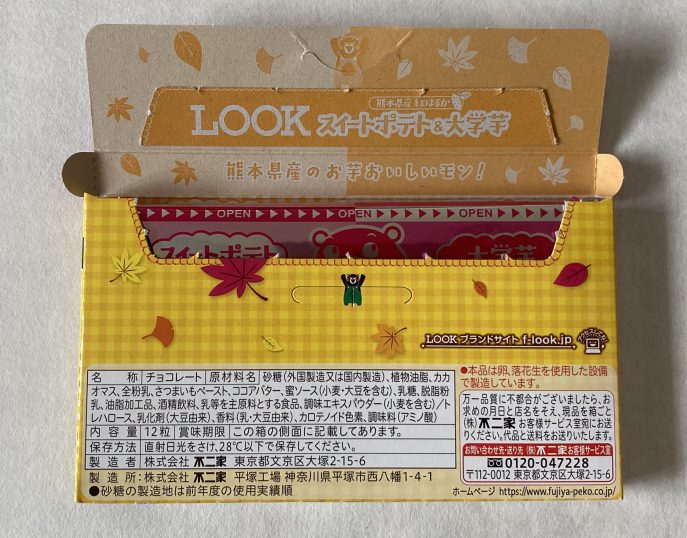 熊本県産 紅はるか
LOOK スイートポテト&大学芋
熊本県産のお芋おいしいモン!
OPEN OPEN OPEN
スイートポテト 大学芋
LOOK ブランドサイト f-look.jp
アクセスしてね!
名 称 チョコレート 原材料名 砂糖(外国製造又は国内製造)、植物油脂、カカ
オマス、全粉乳、さつまいもペースト、ココアバター、乳糖、脱脂粉
乳、油脂加工品、酒精飲料、乳等を主原料とする食品、調味エキスパウダー(小麦を含む)/ト
レハロース、乳化剤(大豆由来)、香料(乳・大豆由来)、カロテノイド色素、調味料(アミノ酸)
内 容 量 12粒 賞味期限 この箱の側面に記載してあります。
保存方法 直射日光をさけ、28℃以下で保存してください。
製 造 者 株式会社 不二家 東京都文京区大塚2-15-6
製 造 所:株式会社 不二家 平塚工場 神奈川県平塚市西八幡1-4-1
●砂糖の製造地は前年度の使用実績順
●本品は卵、落花生を使用した設備
で製造しています。
万一品質に不都合がございましたら、お
求めの月日と店名をそえ、現品を箱ごと
(株)不二家 お客様サービス室宛にお送
りください。代品とお送料をお送りいたします。
お問い合わせ先・送り先 (株)不二家お客様サービス室
0120-047228
〒112-0012 東京都文京区大塚2-15-6
ホームページ https://www.fujiya-peko.co.jp/